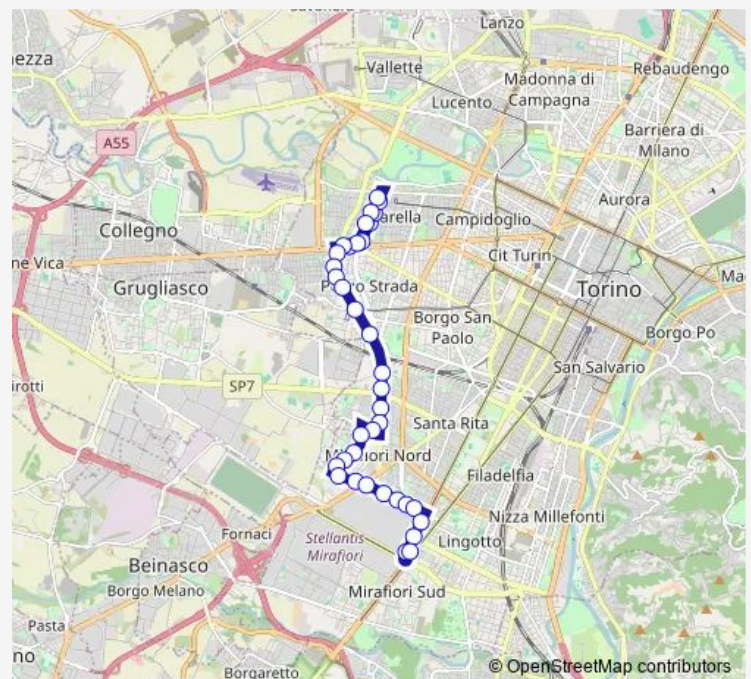 Lanzo
Vallette
Rebaudengo
Madonna di
Campagna
Lucento
A55
Barriera di
Milano
Aurora
Collegno
Campidoglio
Cit Turin
Grugliasco
Torino
Borgo San
Paolo
Borgo Po
San Salvario
SP7
Santa Rita
Filadelfia
Nizza Millefonti
Fornaci
Stellantis
Mirafiori
Lingotto
Beinasco
Borgo Melano
Mirafiori Sud
Pasta
Borgaretto
© OpenStreetMap contributors